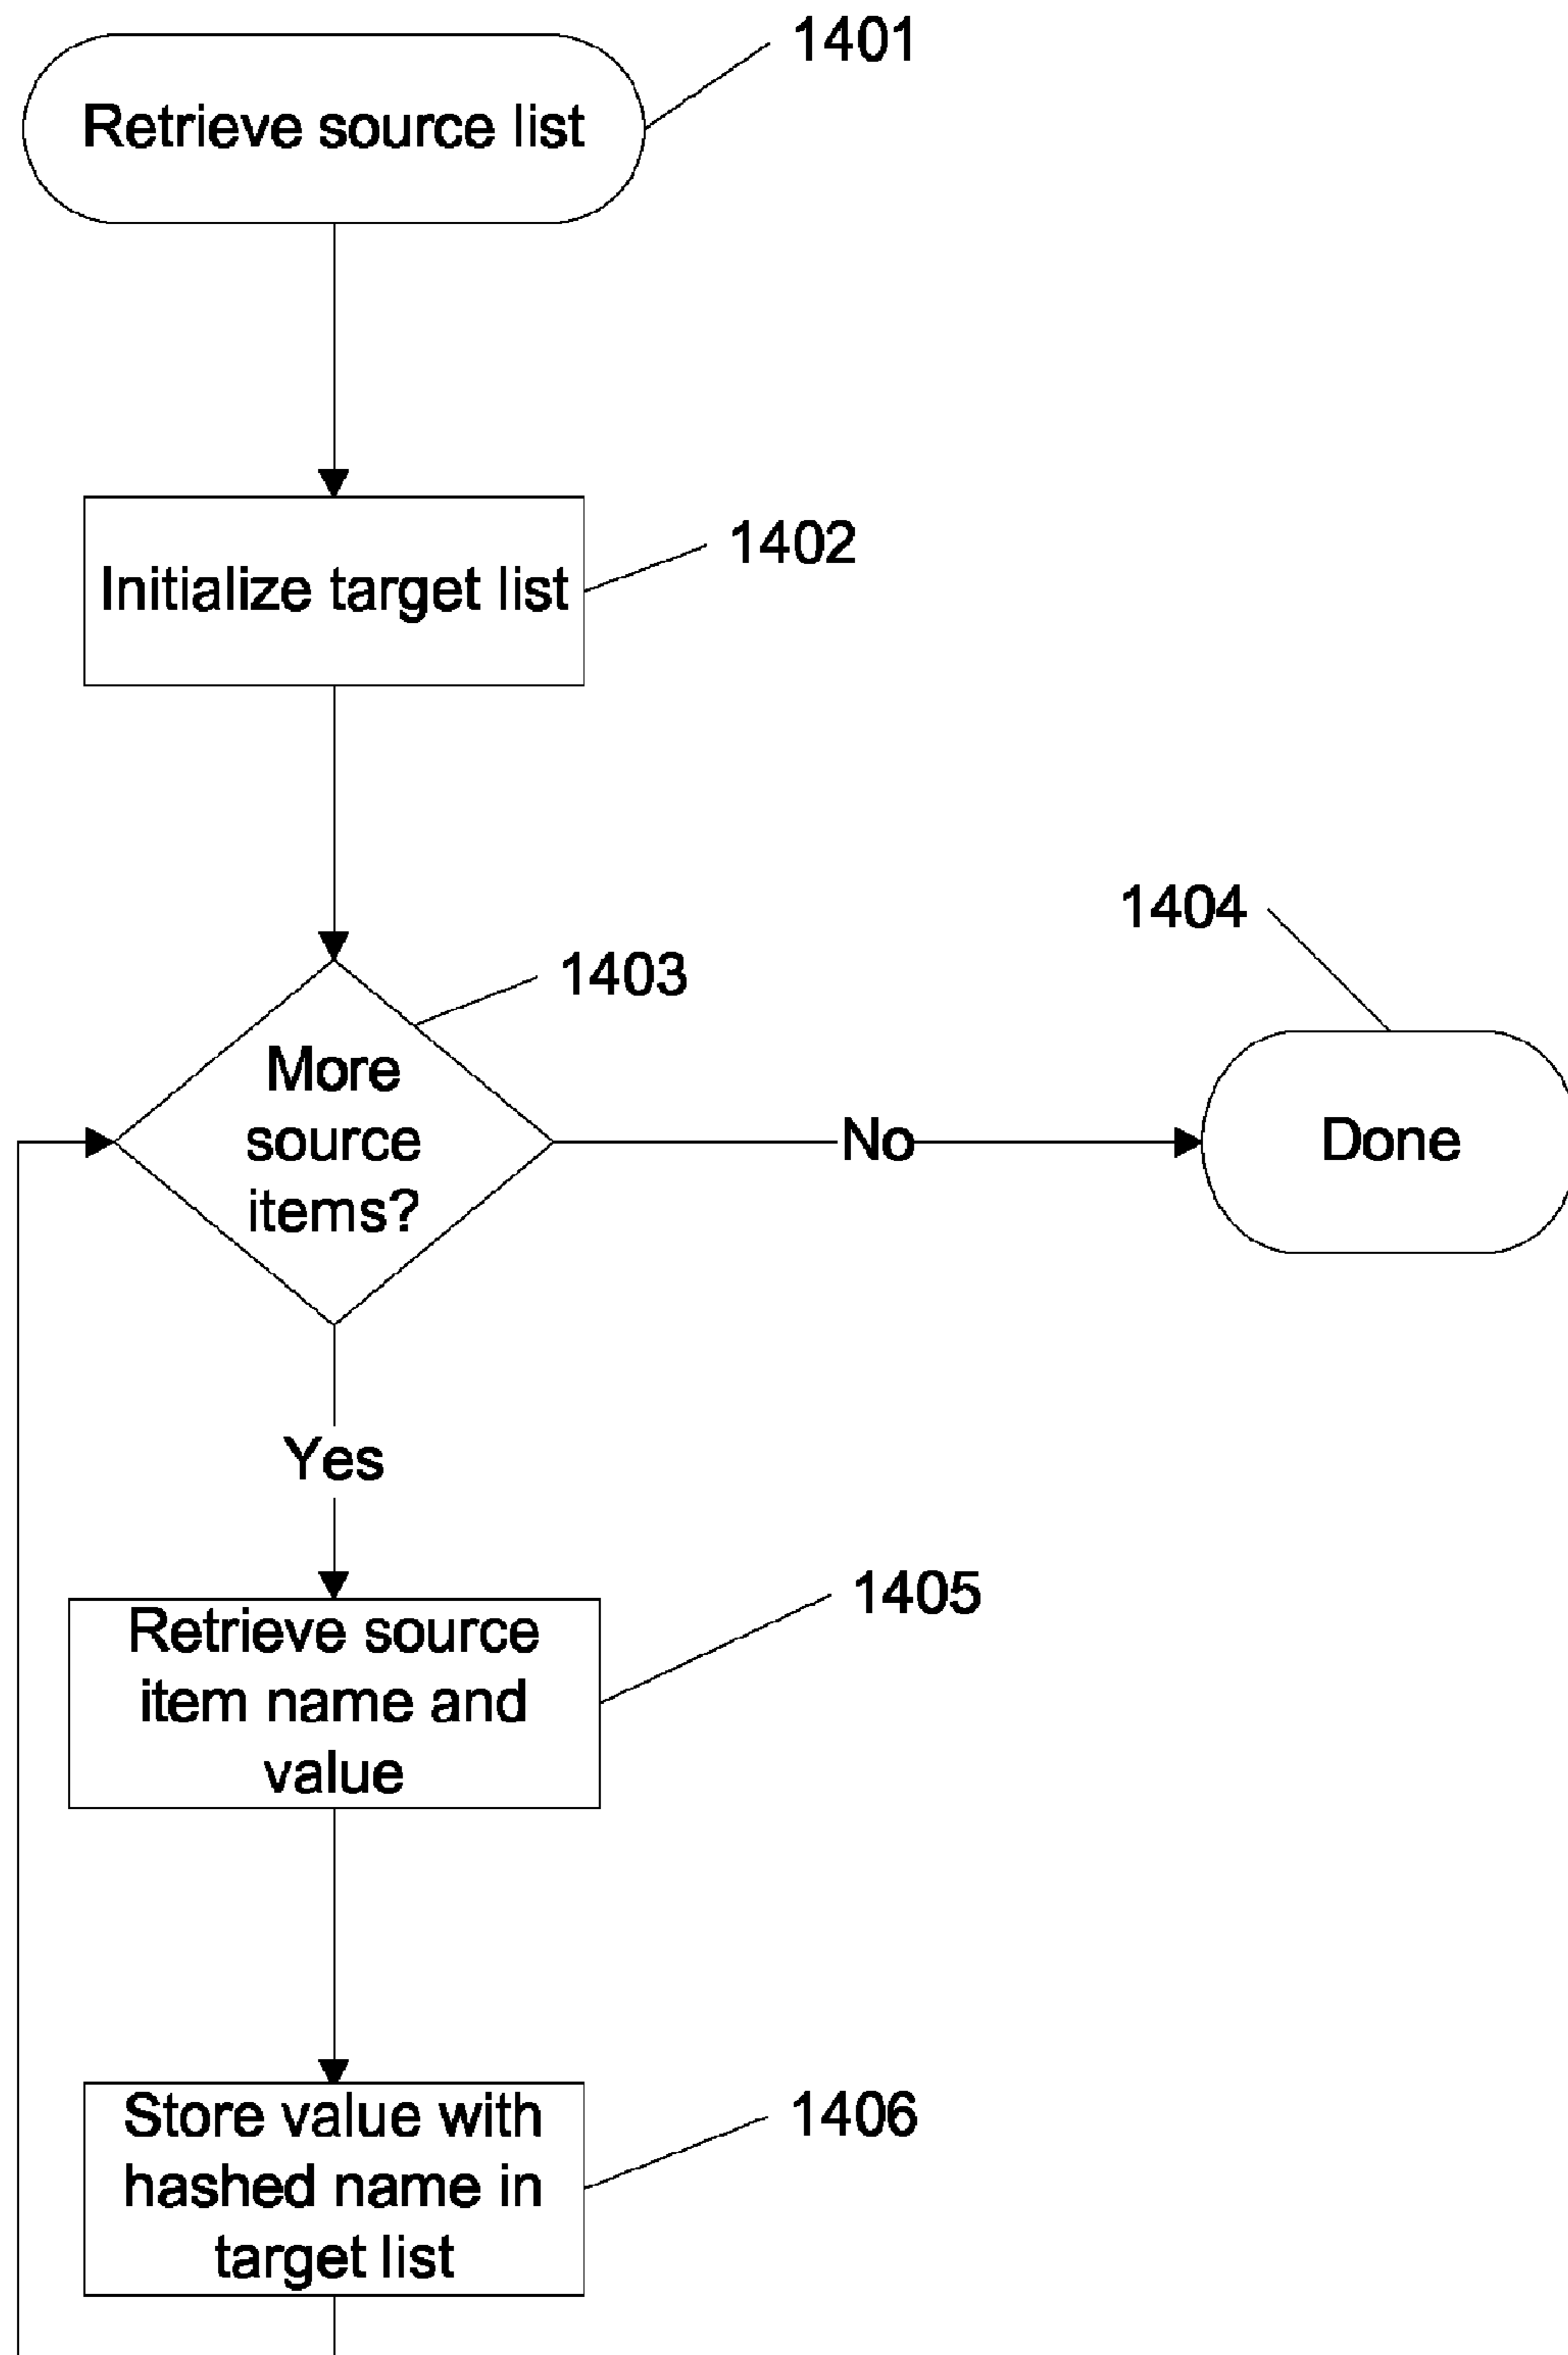 1401
Retrieve source list
1402
Initialize target list
1404
1403
More
source
items?
No
Done
Yes
1405
Retrieve source
item name and
value
1406
Store value with
hashed name in
target list